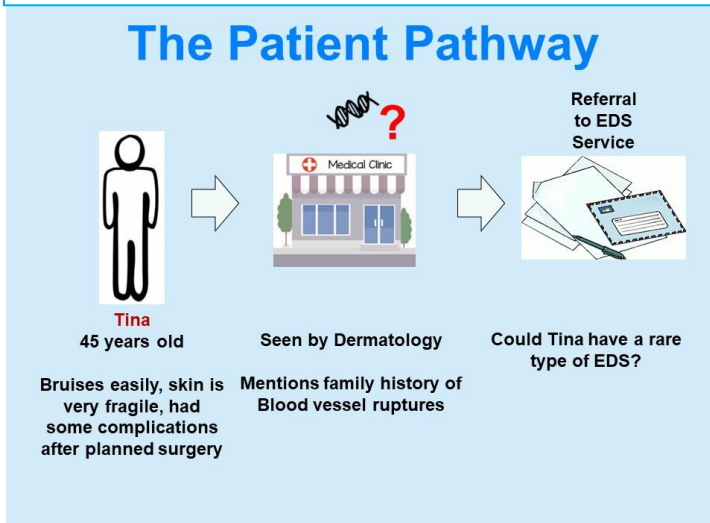 The Patient Pathway
Referral
to EDS
Service
?
Medical Clinic
Tina
45 years old
Bruises easily, skin is
very fragile, had
some complications
after planned surgery
Seen by Dermatology
Mentions family history of
Blood vessel ruptures
Could Tina have a rare
type of EDS?